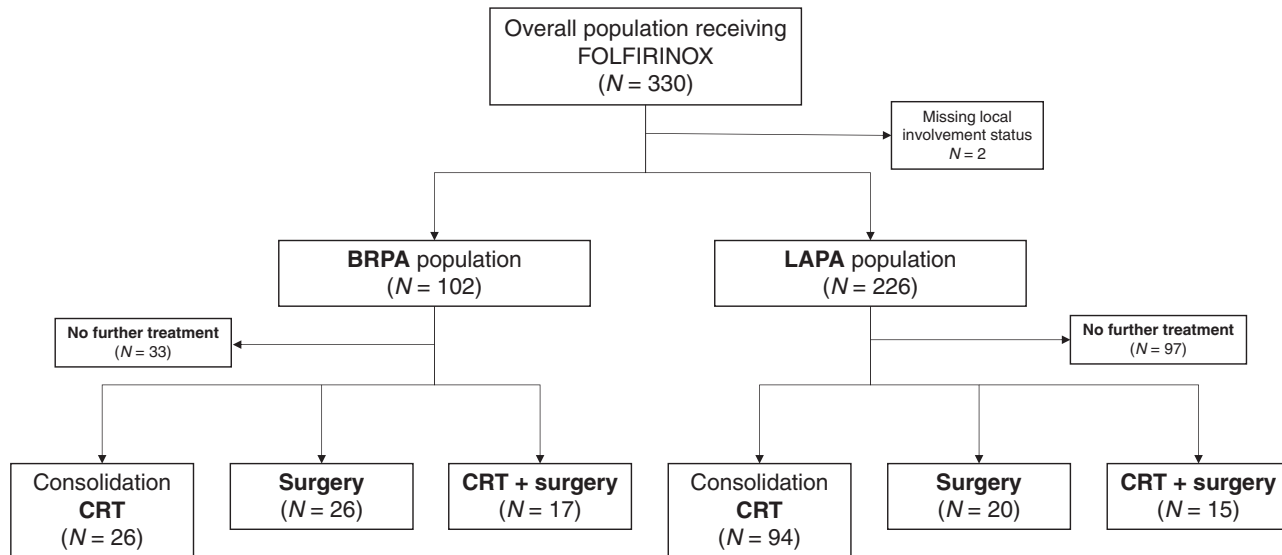 Overall population receiving
FOLFIRINOX
(N = 330)
Missing local
involvement status
N = 2
BRPA population
(N = 102)
LAPA population
(N = 226)
No further treatment
(N = 33)
No further treatment
(N = 97)
Consolidation
CRT
(N = 26)
Surgery
(N = 26)
CRT + surgery
(N = 17)
Consolidation
CRT
(N = 94)
Surgery
(N = 20)
CRT + surgery
(N = 15)